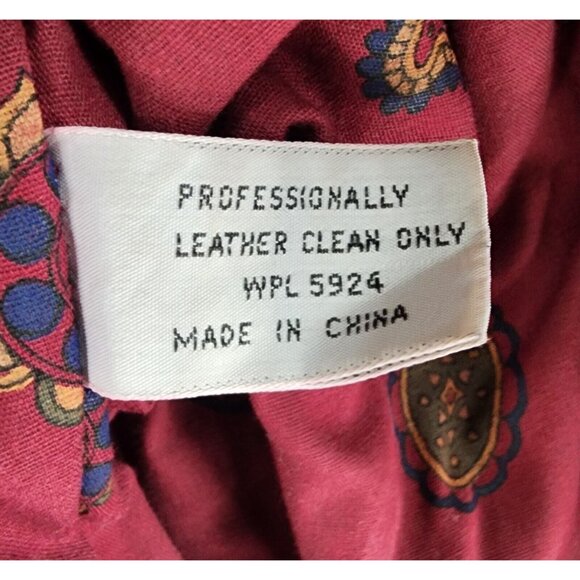 PROFESSIONALLY
LEATHER CLEAN ONLY
WPL 5924
MADE IN CHINA